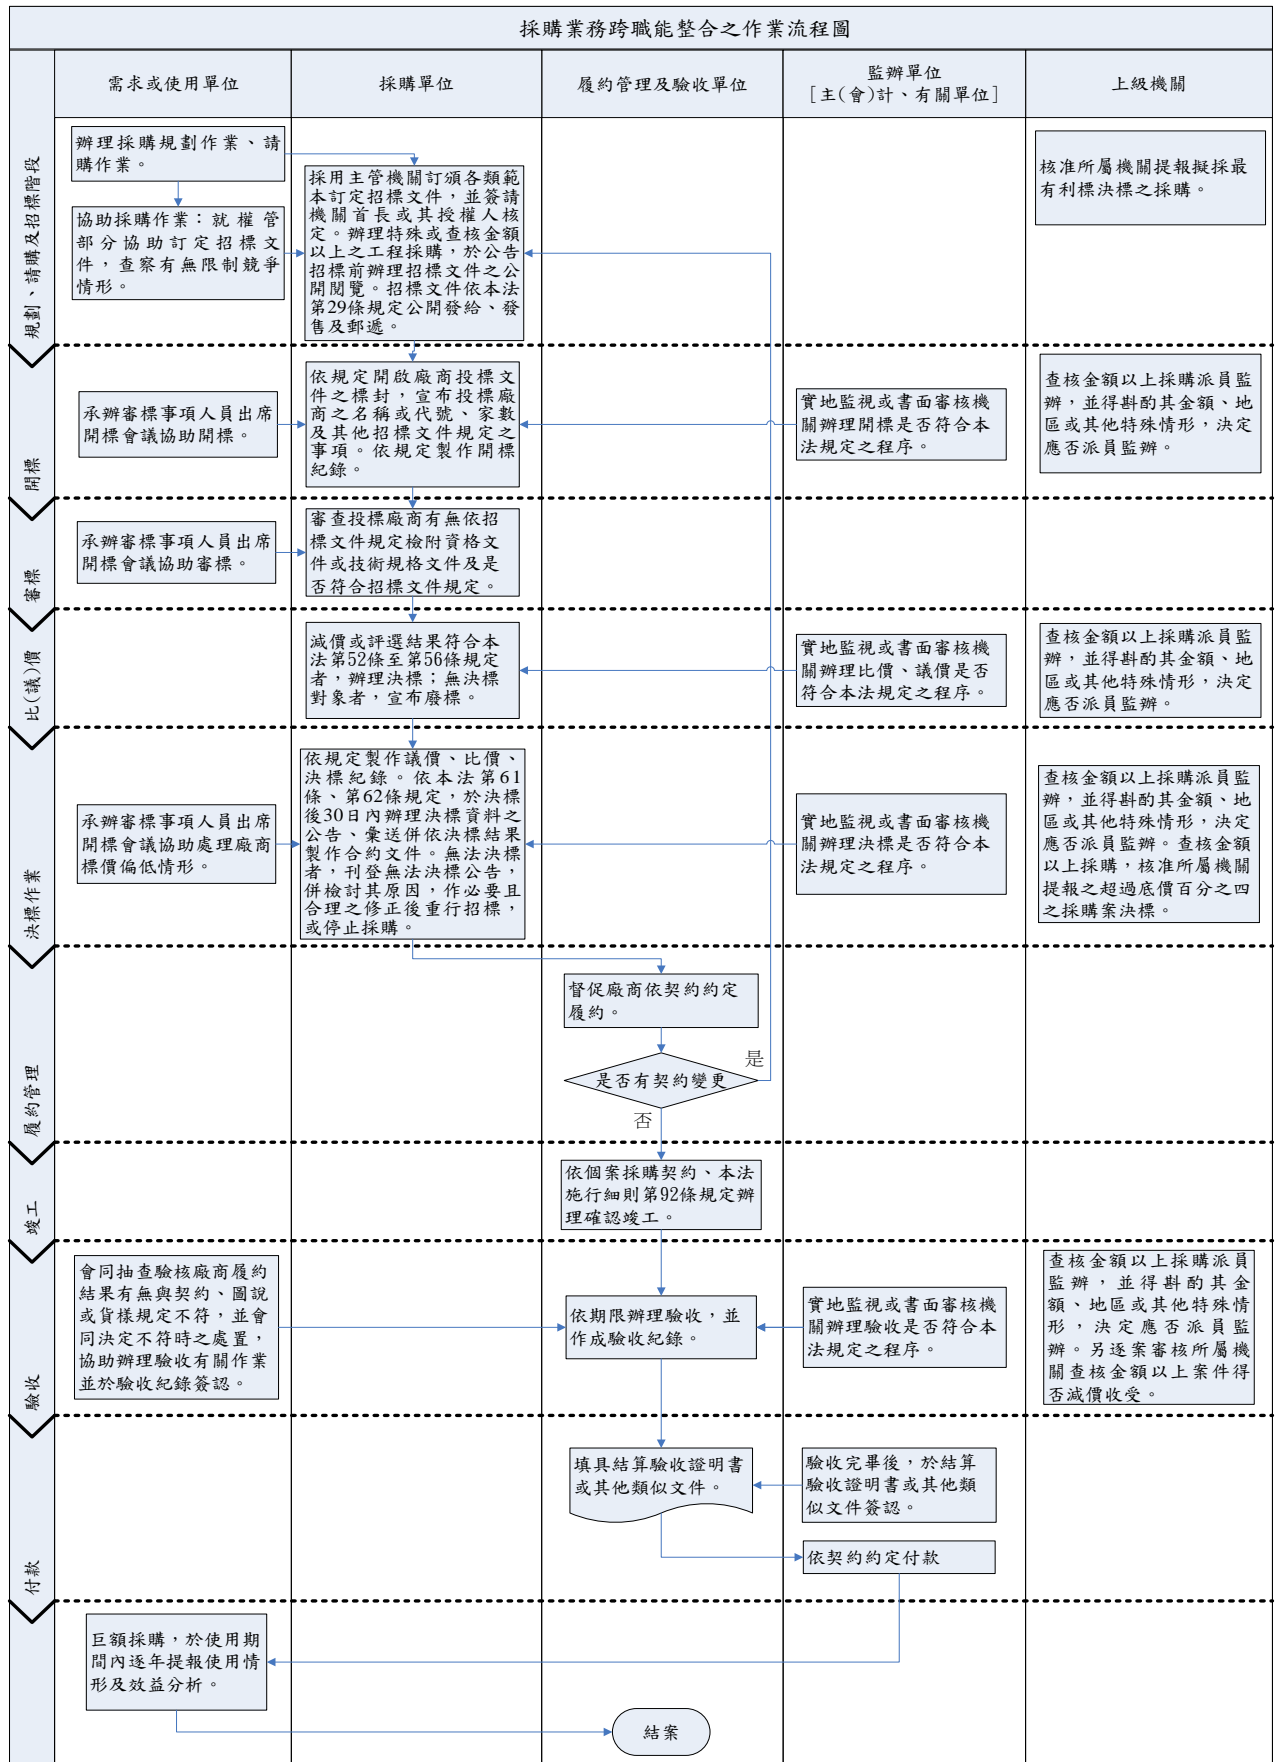 採購業務跨職能整合之作業流程圖
需求或使用單位
採購單位
履約管理及驗收單位
監辦單位
[主(會)計、有關單位]
上級機關
規劃、請購及招標階段
辦理採購規劃作業、請
購作業。
協助採購作業：就權管
部分協助訂定招標文
件，查察有無限制競爭
情形。
採用主管機關訂頒各類範
本訂定招標文件，並簽請
機關首長或其授權人核
定。辦理特殊或查核金額
以上之工程採購，於公告
招標前辦理招標文件之公
開閱覽。招標文件依本法
第29條規定公開發給、發
售及郵遞。
核准所屬機關提報擬採最
有利標決標之採購。
開標
承辦審標事項人員出席
開標會議協助開標。
依規定開啟廠商投標文
件之標封，宣布投標廠
商之名稱或代號、家數
及其他招標文件規定之
事項。依規定製作開標
紀錄。
實地監視或書面審核機
關辦理開標是否符合本
法規定之程序。
查核金額以上採購派員監
辦，並得斟酌其金額、地
區或其他特殊情形，決定
應否派員監辦。
審標
承辦審標事項人員出席
開標會議協助審標。
審查投標廠商有無依招
標文件規定檢附資格文
件或技術規格文件及是
否符合招標文件規定。
比(議)價
減價或評選結果符合本
法第52條至第56條規定
者，辦理決標；無決標
對象者，宣布廢標。
實地監視或書面審核機
關辦理比價、議價是否
符合本法規定之程序。
查核金額以上採購派員監
辦，並得斟酌其金額、地
區或其他特殊情形，決定
應否派員監辦。
決標作業
承辦審標事項人員出席
開標會議協助處理廠商
標價偏低情形。
依規定製作議價、比價、
決標紀錄。依本法第61
條、第62條規定，於決標
後30日內辦理決標資料之
公告、彙送併依決標結果
製作合約文件。無法決標
者，刊登無法決標公告，
併檢討其原因，作必要且
合理之修正後重行招標，
或停止採購。
實地監視或書面審核機
關辦理決標是否符合本
法規定之程序。
查核金額以上採購派員監
辦，並得斟酌其金額、地
區或其他特殊情形，決定
應否派員監辦。查核金額
以上採購，核准所屬機關
提報之超過底價百分之四
之採購案決標。
履約管理
督促廠商依契約約定
履約。
是否有契約變更
是
否
竣工
依個案採購契約、本法
施行細則第92條規定辦
理確認竣工。
驗收
會同抽查驗核廠商履約
結果有無與契約、圖說
或貨樣規定不符，並會
同決定不符時之處置，
協助辦理驗收有關作業
並於驗收紀錄簽認。
依期限辦理驗收，並
作成驗收紀錄。
實地監視或書面審核機
關辦理驗收是否符合本
法規定之程序。
查核金額以上採購派員
監辦，並得斟酌其金
額、地區或其他特殊情
形，決定應否派員監
辦。另逐案審核所屬機
關查核金額以上案件得
否減價收受。
付款
填具結算驗收證明書
或其他類似文件。
驗收完畢後，於結算
驗收證明書或其他類
似文件簽認。
依契約約定付款
巨額採購，於使用期
間內逐年提報使用情
形及效益分析。
結案